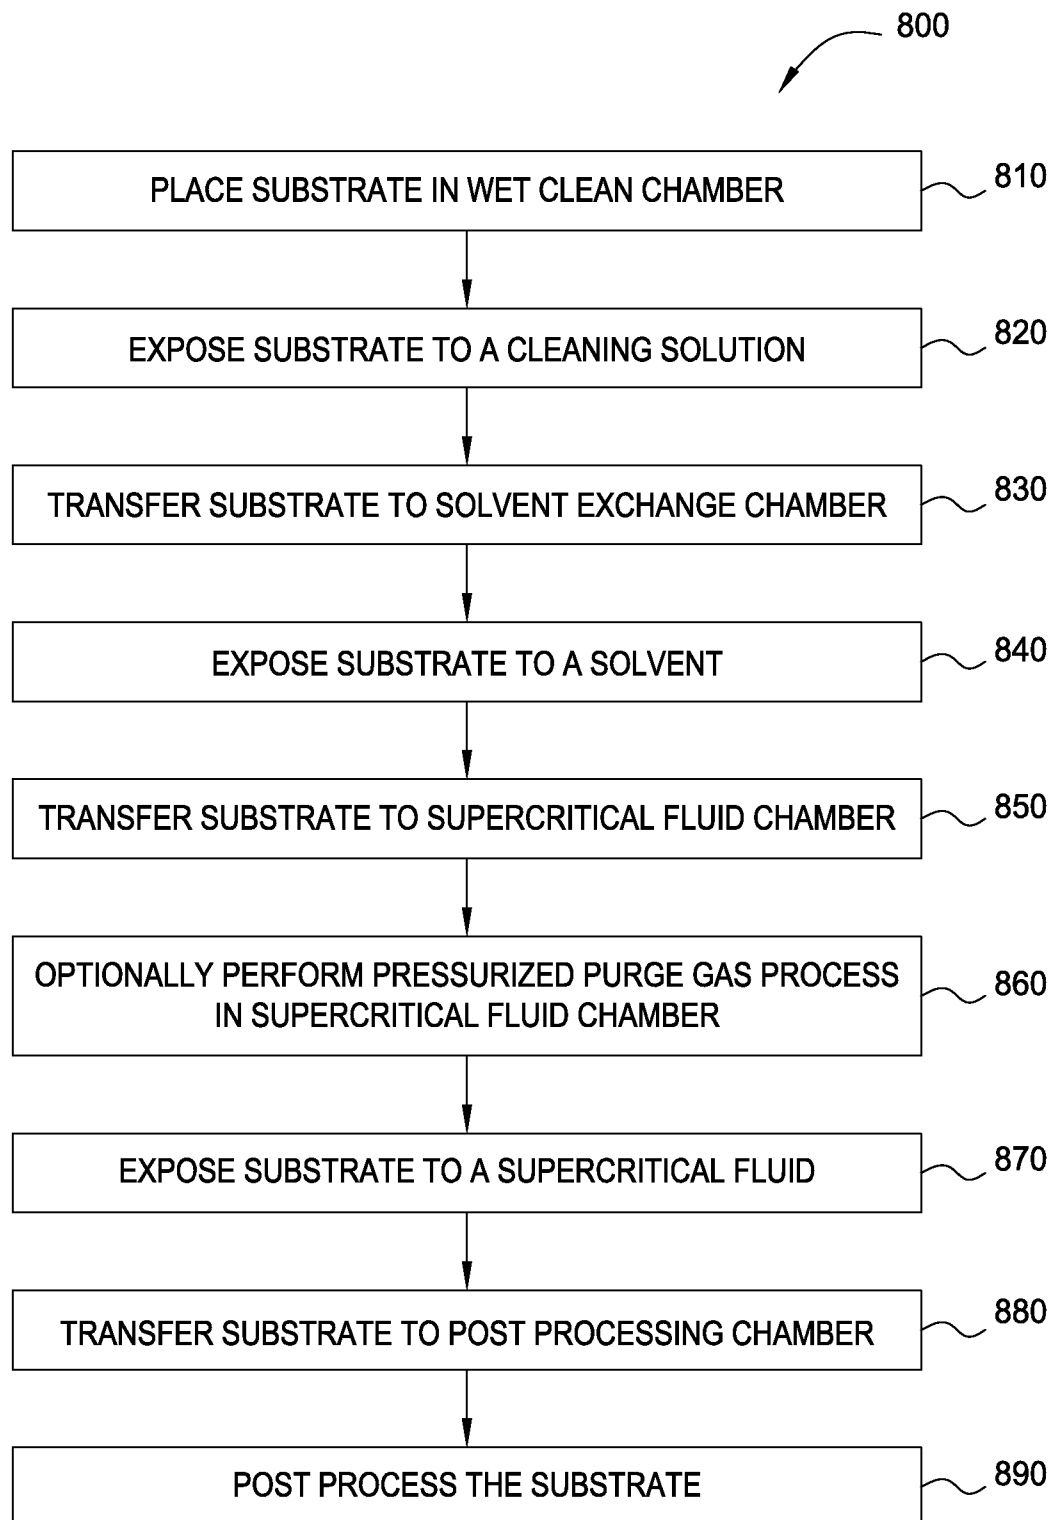 800
PLACE SUBSTRATE IN WET CLEAN CHAMBER
810
EXPOSE SUBSTRATE TO A CLEANING SOLUTION
820
TRANSFER SUBSTRATE TO SOLVENT EXCHANGE CHAMBER
830
EXPOSE SUBSTRATE TO A SOLVENT
840
TRANSFER SUBSTRATE TO SUPERCRITICAL FLUID CHAMBER
850
OPTIONALLY PERFORM PRESSURIZED PURGE GAS PROCESS
IN SUPERCRITICAL FLUID CHAMBER
860
EXPOSE SUBSTRATE TO A SUPERCRITICAL FLUID
870
TRANSFER SUBSTRATE TO POST PROCESSING CHAMBER
880
POST PROCESS THE SUBSTRATE
890